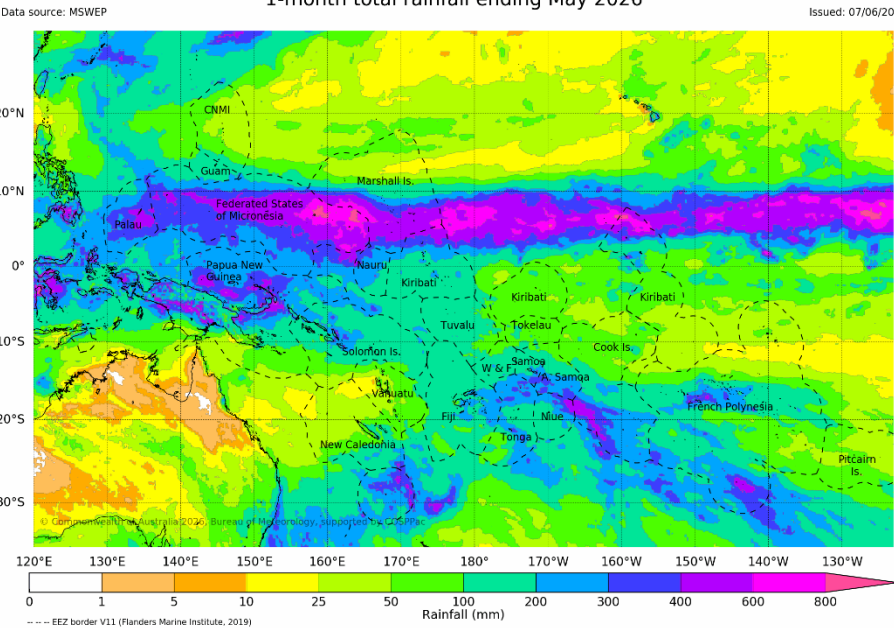 1-month total rainfall ending May 2026
Data source: MSWEP
Issued: 07/06/20
20°N
10°N
0°
10°S
20°S
30°S
CNMI
Guam
Marshall Is.
Federated States
of Micronesia
Palau
Papua New
Guinea
Nauru
Kiribati
Kiribati
Kiribati
Tuvalu
Tokelau
Solomon Is.
Cook Is.
Samoa
W & F
A. Samoa
Vanuatu
French Polynesia
Fiji
Niue
Tonga
New Caledonia
Pitcairn
Is.
© Commonwealth of Australia 2026, Bureau of Meteorology, supported by COSPPac
120°E 130°E 140°E 150°E 160°E 170°E 180° 170°W 160°W 150°W 140°W 130°W
0 1 5 10 25 50 100 200 300 400 600 800
Rainfall (mm)
-- -- -- EEZ border V11 (Flanders Marine Institute, 2019)